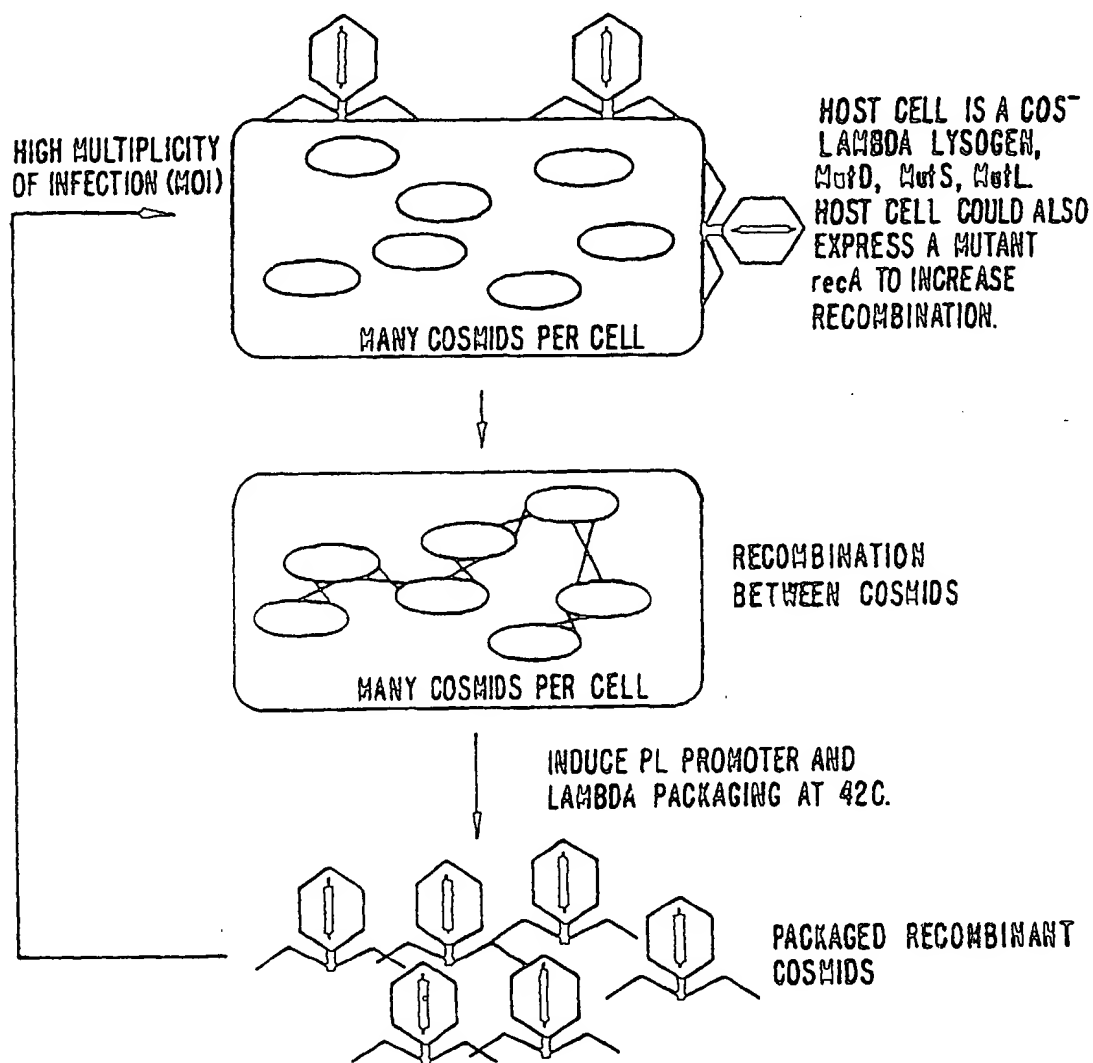 HIGH MULTIPLICITY
OF INFECTION (MOI)
HOST CELL IS A COS⁻
LAMBDA LYSOGEN,
MutD, MutS, MutL.
HOST CELL COULD ALSO
EXPRESS A MUTANT
recA TO INCREASE
RECOMBINATION.
MANY COSMIDS PER CELL
RECOMBINATION
BETWEEN COSMIDS
MANY COSMIDS PER CELL
INDUCE PL PROMOTER AND
LAMBDA PACKAGING AT 42C.
PACKAGED RECOMBINANT
COSMIDS